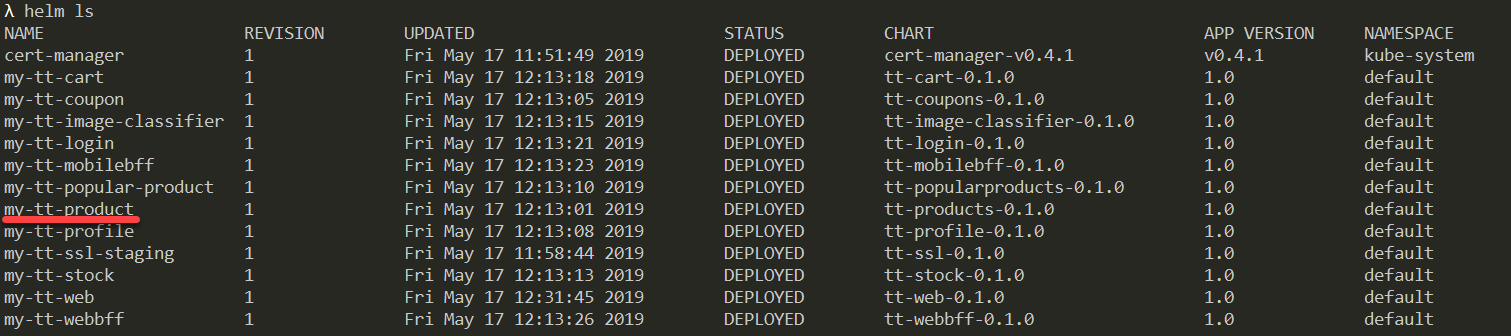 λ helm ls
NAME REVISION UPDATED STATUS CHART APP VERSION NAMESPACE
cert-manager 1 Fri May 17 11:51:49 2019 DEPLOYED cert-manager-v0.4.1 v0.4.1 kube-system
my-tt-cart 1 Fri May 17 12:13:18 2019 DEPLOYED tt-cart-0.1.0 1.0 default
my-tt-coupon 1 Fri May 17 12:13:05 2019 DEPLOYED tt-coupons-0.1.0 1.0 default
my-tt-image-classifier 1 Fri May 17 12:13:15 2019 DEPLOYED tt-image-classifier-0.1.0 1.0 default
my-tt-login 1 Fri May 17 12:13:21 2019 DEPLOYED tt-login-0.1.0 1.0 default
my-tt-mobilebff 1 Fri May 17 12:13:23 2019 DEPLOYED tt-mobilebff-0.1.0 1.0 default
my-tt-popular-product 1 Fri May 17 12:13:10 2019 DEPLOYED tt-popularproducts-0.1.0 1.0 default
my-tt-product 1 Fri May 17 12:13:01 2019 DEPLOYED tt-products-0.1.0 1.0 default
my-tt-profile 1 Fri May 17 12:13:08 2019 DEPLOYED tt-profile-0.1.0 1.0 default
my-tt-ssl-staging 1 Fri May 17 11:58:44 2019 DEPLOYED tt-ssl-0.1.0 1.0 default
my-tt-stock 1 Fri May 17 12:13:13 2019 DEPLOYED tt-stock-0.1.0 1.0 default
my-tt-web 1 Fri May 17 12:31:45 2019 DEPLOYED tt-web-0.1.0 1.0 default
my-tt-webbff 1 Fri May 17 12:13:26 2019 DEPLOYED tt-webbff-0.1.0 1.0 default